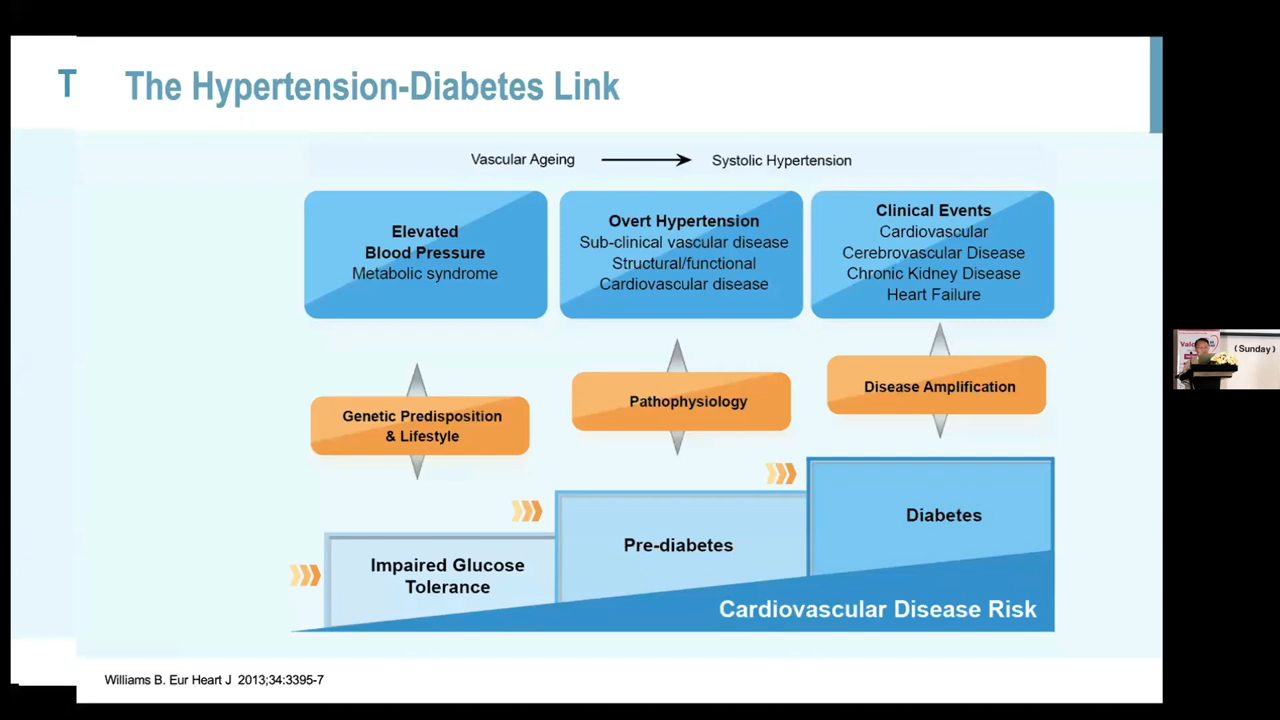 T
The Hypertension-Diabetes Link
Vascular Ageing
Systolic Hypertension
Elevated
Blood Pressure
Metabolic syndrome
Overt Hypertension
Sub-clinical vascular disease
Structural/functional
Cardiovascular disease
Clinical Events
Cardiovascular
Cerebrovascular Disease
Chronic Kidney Disease
Heart Failure
Genetic Predisposition
& Lifestyle
Pathophysiology
Disease Amplification
Impaired Glucose
Tolerance
Pre-diabetes
Diabetes
Cardiovascular Disease Risk
Williams B. Eur Heart J 2013;34:3395-7
(Sunday)